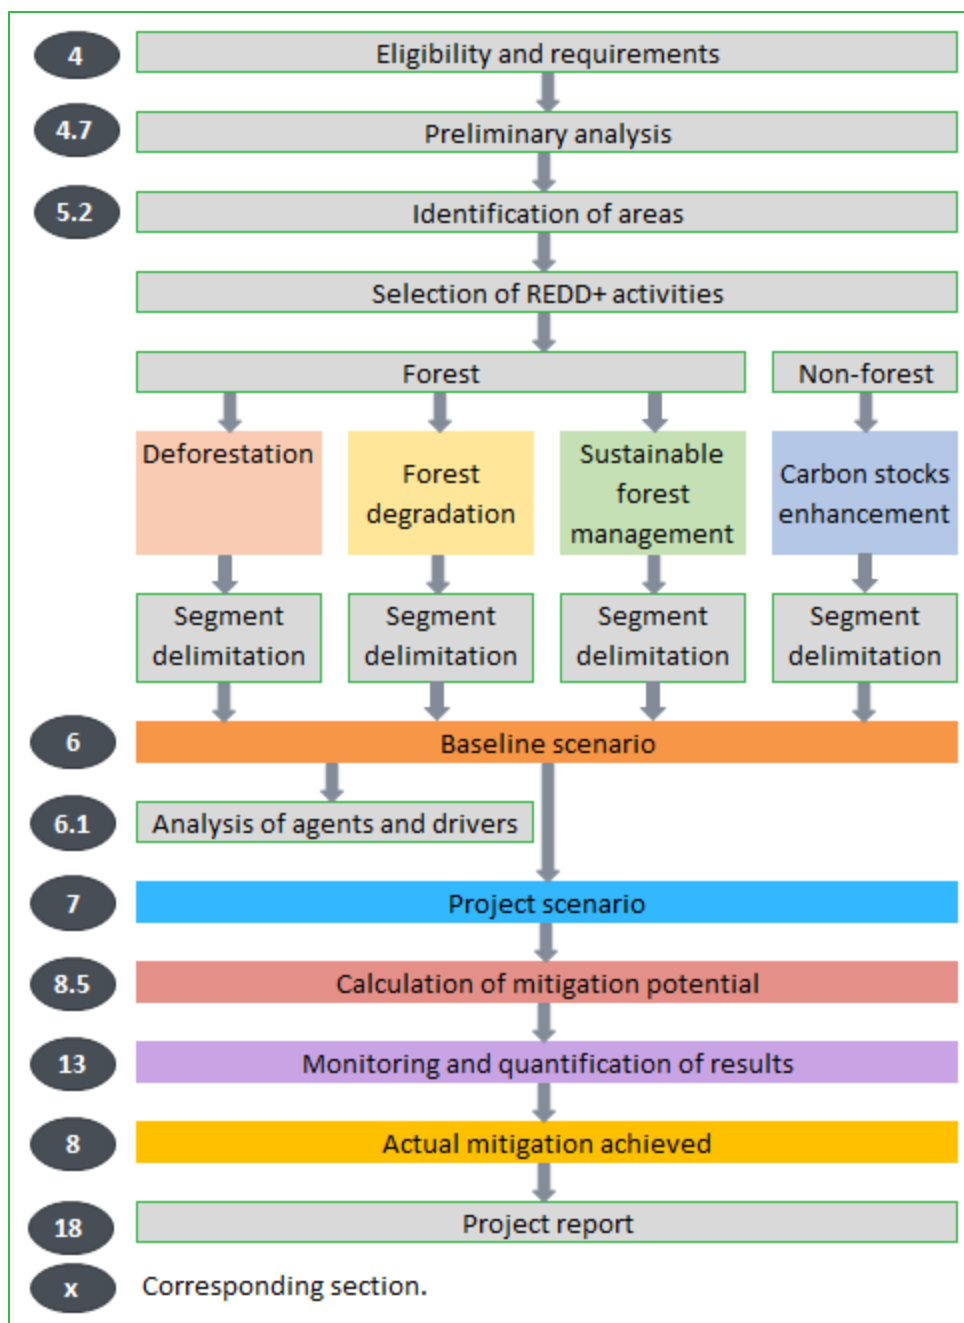 4
Eligibility and requirements
4.7
Preliminary analysis
5.2
Identification of areas
Selection of REDD+ activities
Forest
Non-forest
Deforestation
Forest
degradation
Sustainable
forest
management
Carbon stocks
enhancement
Segment
delimitation
Segment
delimitation
Segment
delimitation
Segment
delimitation
6
Baseline scenario
6.1
Analysis of agents and drivers
7
Project scenario
8.5
Calculation of mitigation potential
13
Monitoring and quantification of results
8
Actual mitigation achieved
18
Project report
x
Corresponding section.